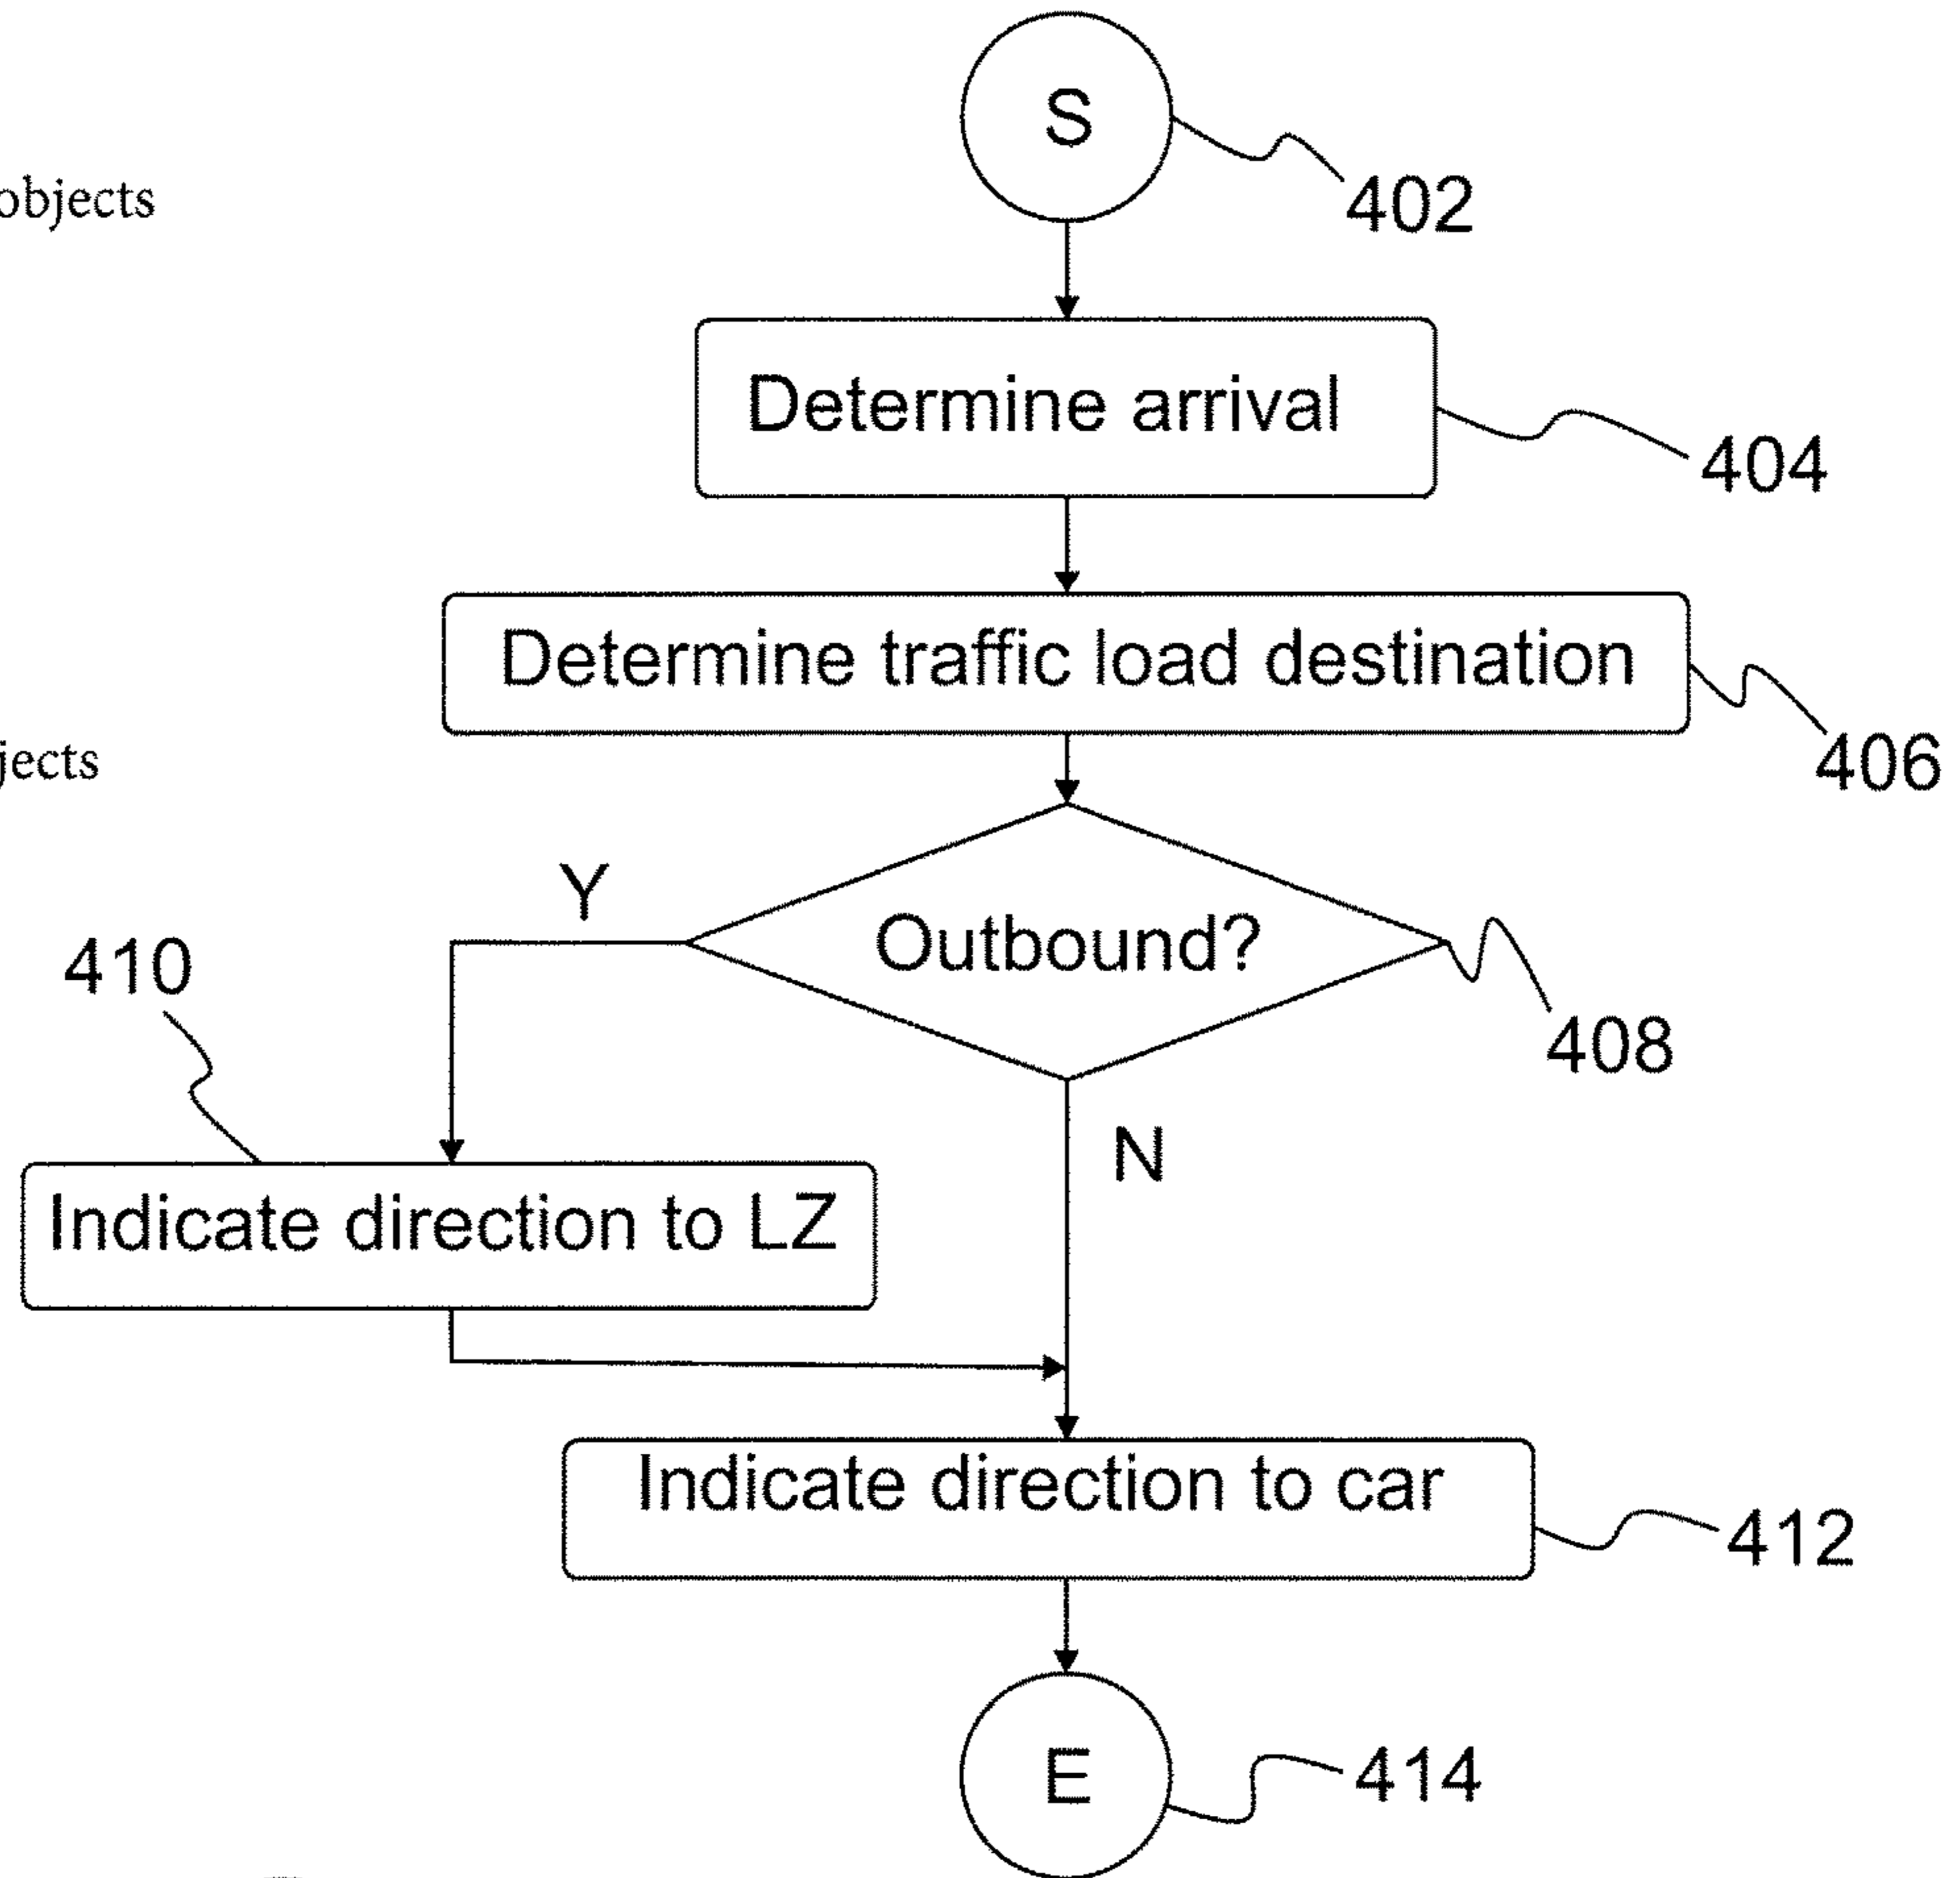 S
402
objects
Determine arrival
404
Determine traffic load destination
406
jects
Y
Outbound?
410
408
N
Indicate direction to LZ
Indicate direction to car
412
E
414